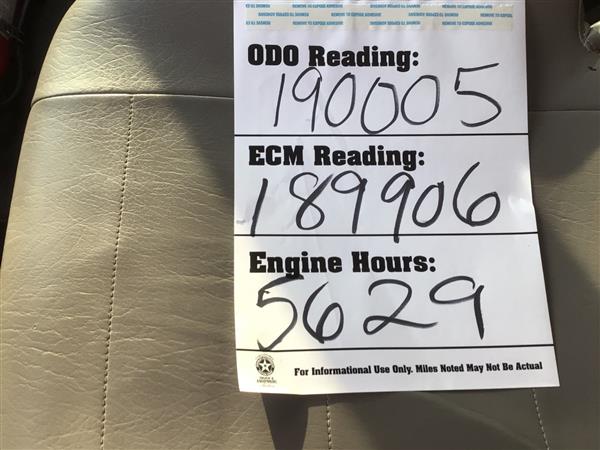 ODO Reading:
190005
ECM Reading:
189906
Engine Hours:
5629
For Informational Use Only. Miles Noted May Not Be Actual